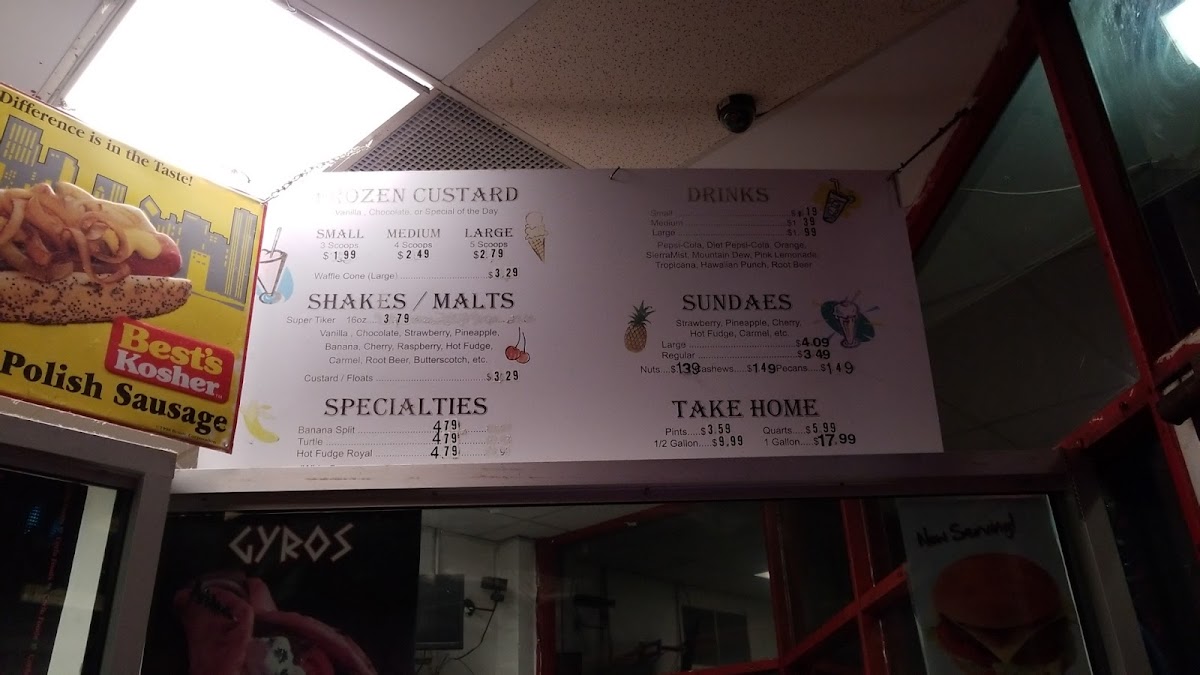 Difference is in the Taste!
Best's
Kosher
Polish Sausage
FROZEN CUSTARD
Vanilla , Chocolate, or Special of the Day
SMALL MEDIUM LARGE
3 Scoops 4 Scoops 5 Scoops
$1.99 $2.49 $2.79
Waffle Cone (Large) $3.29
SHAKES / MALTS
Super Tiker 16oz 3.79
Vanilla , Chocolate, Strawberry, Pineapple,
Banana, Cherry, Raspberry, Hot Fudge,
Carmel, Root Beer, Butterscotch, etc.
Custard / Floats $3.29
SPECIALTIES
Banana Split 4.79
Turtle 4.79
Hot Fudge Royal 4.79
DRINKS
Small 19
Medium $1.39
Large $1.99
Pepsi-Cola, Diet Pepsi-Cola, Orange,
SierraMist, Mountain Dew, Pink Lemonade,
Tropicana, Hawaiian Punch, Root Beer
SUNDAES
Strawberry, Pineapple, Cherry,
Hot Fudge, Carmel, etc.
Large $4.09
Regular $3.49
Nuts....$1.39 Cashews....$1.49 Pecans....$1.49
TAKE HOME
Pints.....$3.59 Quarts.....$5.99
1/2 Gallon....$9.99 1 Gallon.....$17.99
GYROS
Now Serving!